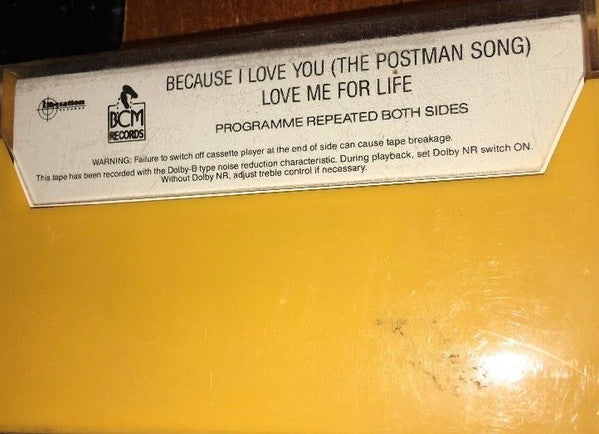 BECAUSE I LOVE YOU (THE POSTMAN SONG)
LOVE ME FOR LIFE
PROGRAMME REPEATED BOTH SIDES
Liberation
RECORDS
BCM
RECORDS
WARNING: Failure to switch off cassette player at the end of side can cause tape breakage.
This tape has been recorded with the Dolby-B type noise reduction characteristic. During playback, set Dolby NR switch ON.
Without Dolby NR, adjust treble control if necessary.